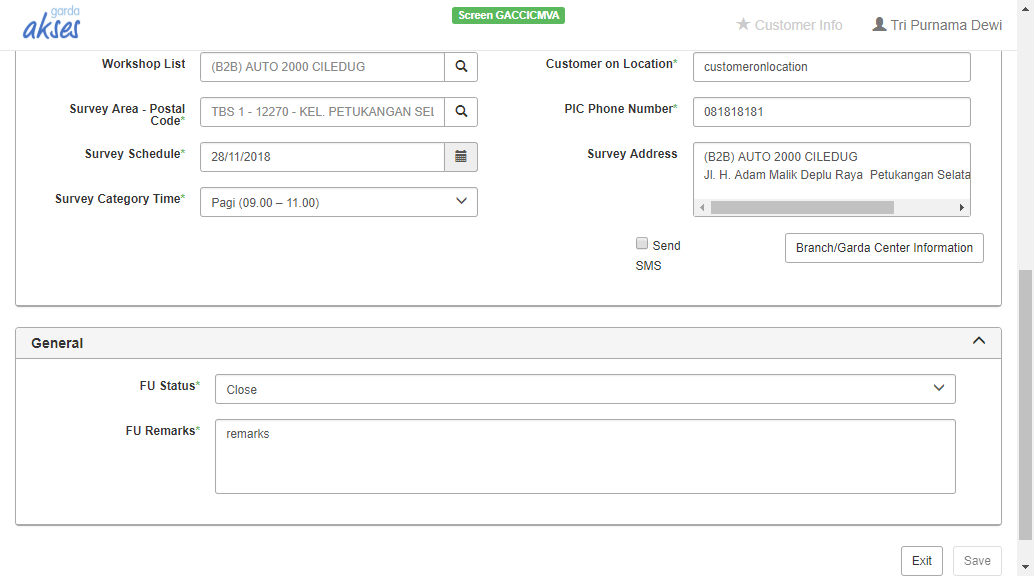 garda
akses
Screen GACCICMVA
Customer Info
Tri Purnama Dewi
Workshop List
(B2B) AUTO 2000 CILEDUG
Customer on Location*
customeronlocation
Survey Area - Postal
Code*
TBS 1 - 12270 - KEL. PETUKANGAN SEL
PIC Phone Number*
081818181
Survey Schedule*
28/11/2018
Survey Address
(B2B) AUTO 2000 CILEDUG
Jl. H. Adam Malik Deplu Raya  Petukangan Selata
Survey Category Time*
Pagi (09.00 – 11.00)
Send
SMS
Branch/Garda Center Information
General
FU Status*
Close
FU Remarks*
remarks
Exit
Save